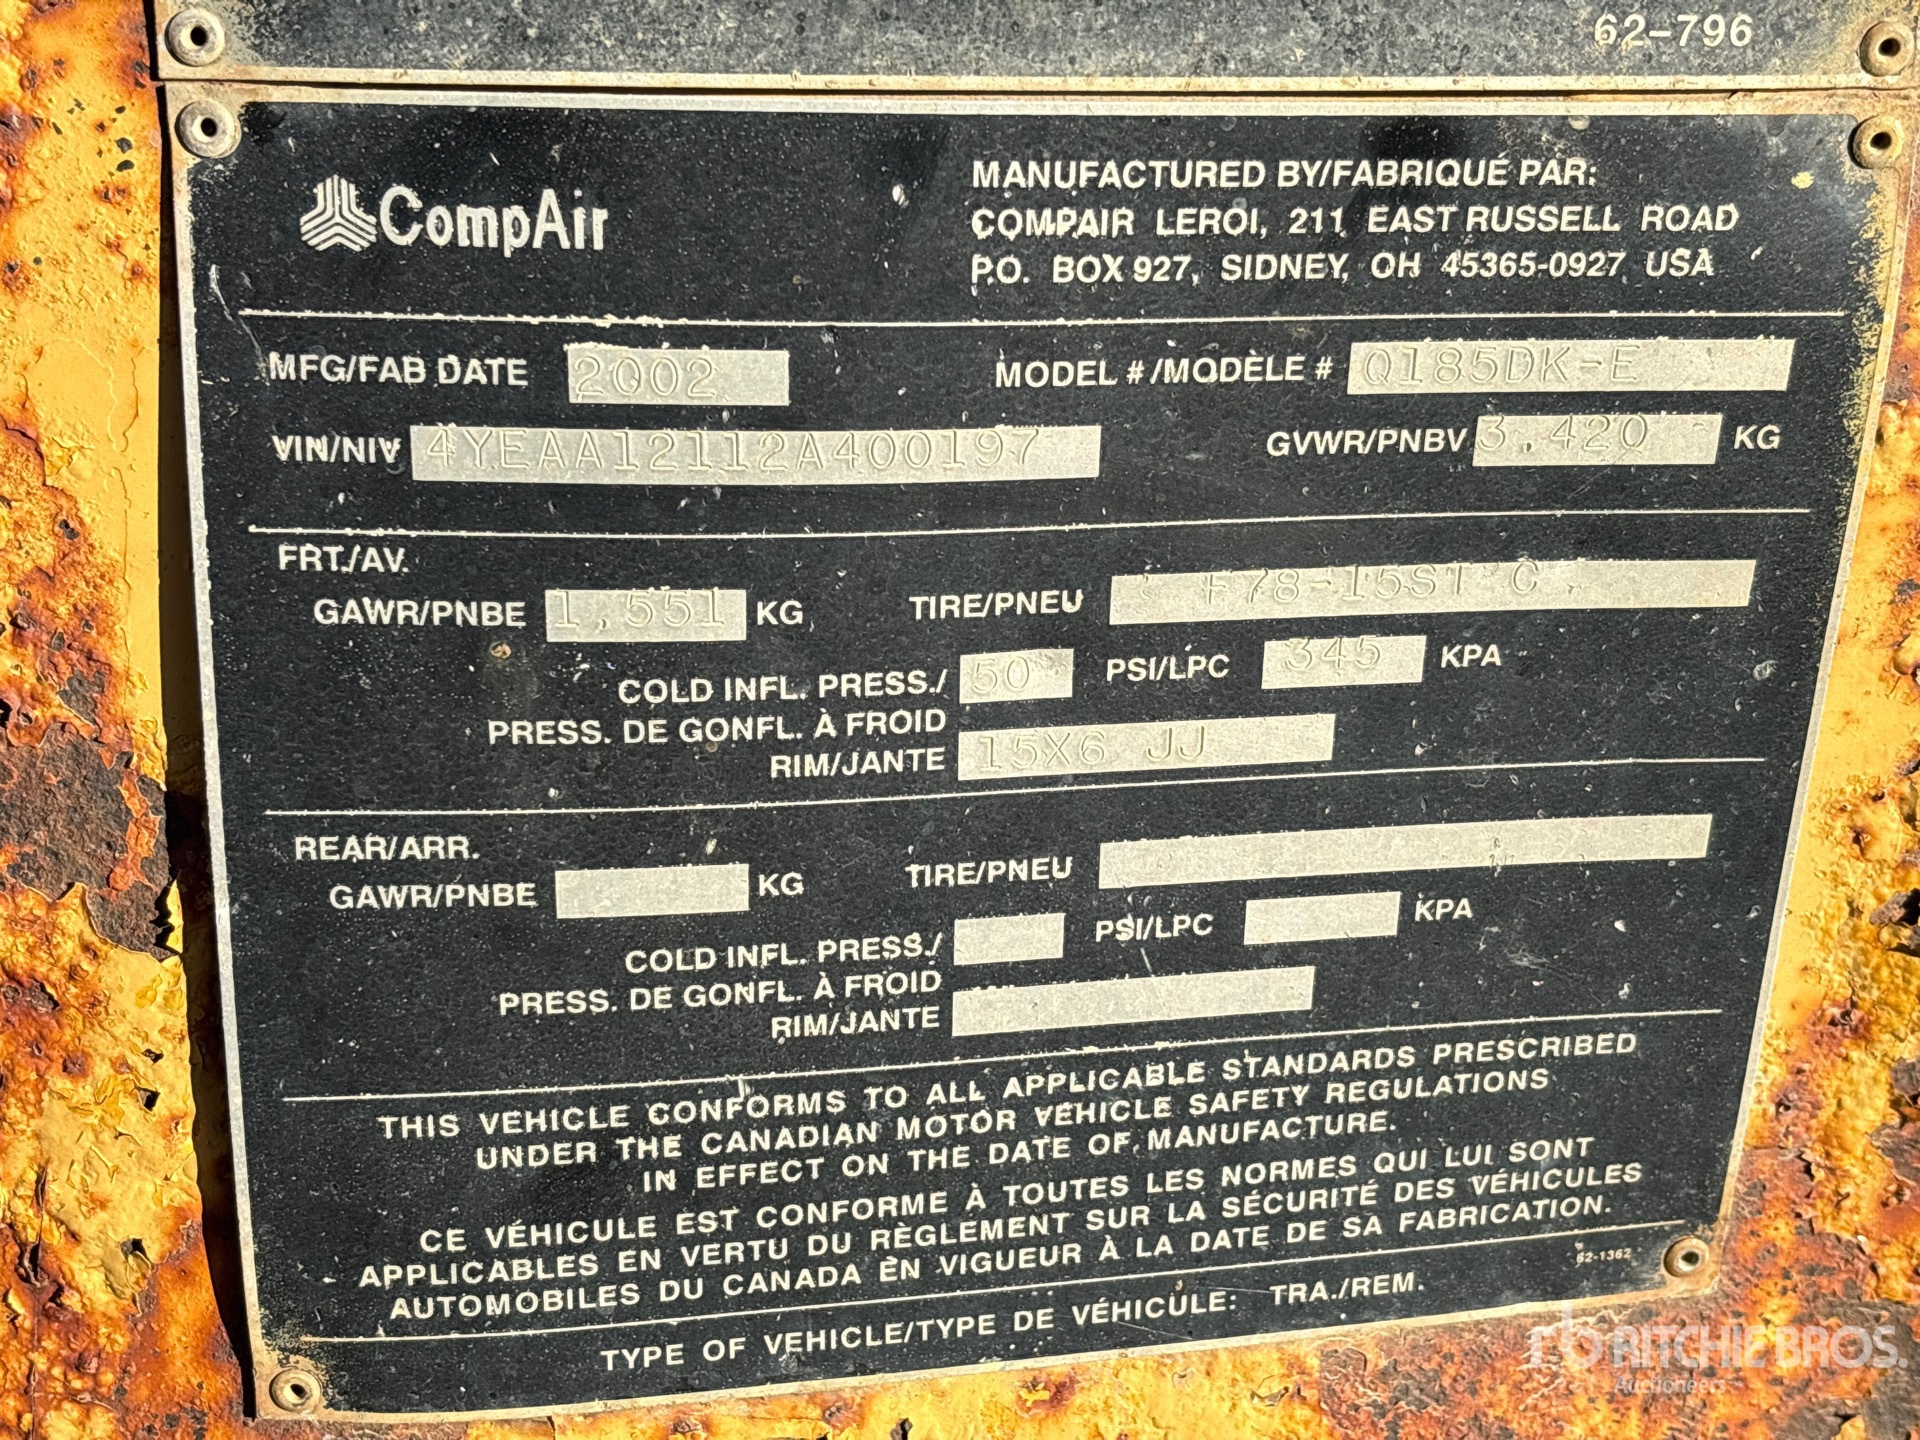 62-796
CompAir
MANUFACTURED BY/FABRIQUÉ PAR:
COMPAIR LEROI, 211 EAST RUSSELL ROAD
P.O. BOX 927, SIDNEY, OH 45365-0927 USA
MFG/FAB DATE 2002 MODEL #/MODÈLE # Q185DK-E
VIN/NIV 4YEAA12112A400197 GVWR/PNBV 3,420 KG
FRT./AV.
GAWR/PNBE 1,551 KG TIRE/PNEU F78-15ST C
COLD INFL. PRESS./ 50 PSI/LPC 345 KPA
PRESS. DE GONFL. À FROID
RIM/JANTE 15X6 JJ
REAR/ARR.
GAWR/PNBE KG TIRE/PNEU
COLD INFL. PRESS./ PSI/LPC KPA
PRESS. DE GONFL. À FROID
RIM/JANTE
THIS VEHICLE CONFORMS TO ALL APPLICABLE STANDARDS PRESCRIBED
UNDER THE CANADIAN MOTOR VEHICLE SAFETY REGULATIONS
IN EFFECT ON THE DATE OF MANUFACTURE.
CE VÉHICULE EST CONFORME À TOUTES LES NORMES QUI LUI SONT
APPLICABLES EN VERTU DU RÈGLEMENT SUR LA SÉCURITÉ DES VÉHICULES
AUTOMOBILES DU CANADA EN VIGUEUR À LA DATE DE SA FABRICATION.
62-1362
TYPE OF VEHICLE/TYPE DE VÉHICULE: TRA./REM.
rb RITCHIE BROS.
Auctioneers